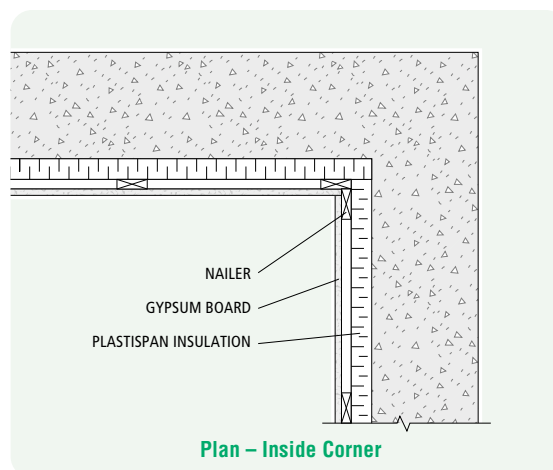 NAILER
GYPSUM BOARD
PLASTISPAN INSULATION
Plan – Inside Corner